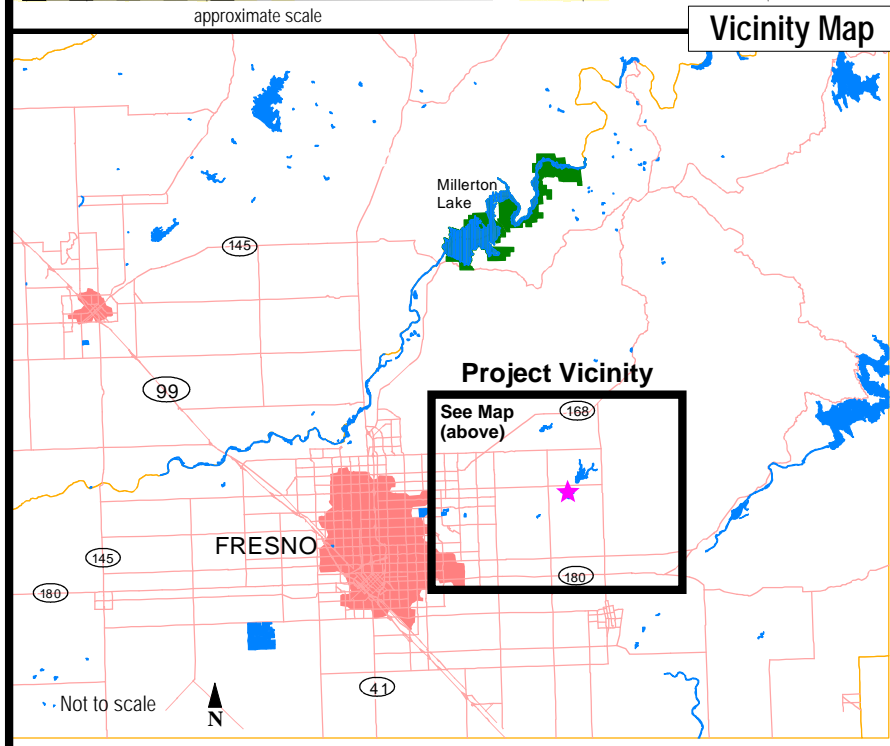 approximate scale
Vicinity Map
Millerton
Lake
145
99
Project Vicinity
See Map
(above)
168
FRESNO
145
180
180
41
Not to scale
N